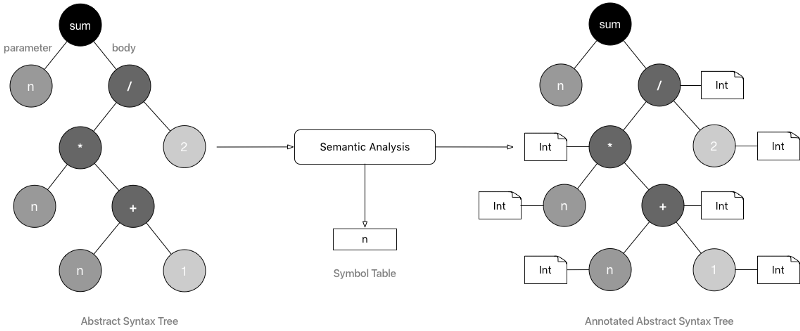 sum
parameter
body
n
/
*
2
n
+
n
1
Abstract Syntax Tree
Semantic Analysis
n
Symbol Table
sum
n
/
Int
Int
*
2
Int
Int
n
+
Int
Int
n
1
Int
Annotated Abstract Syntax Tree